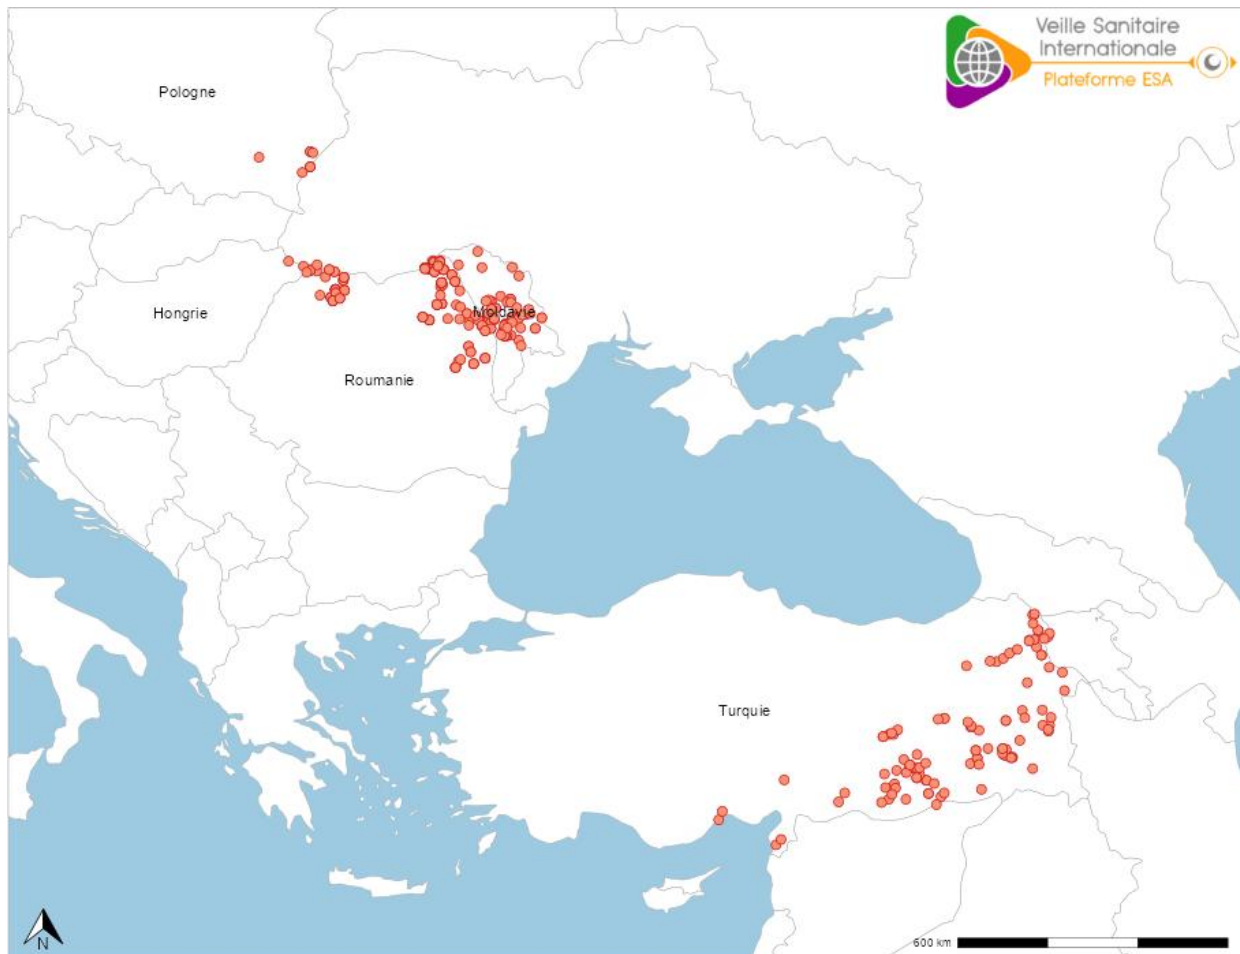 Veille Sanitaire
Internationale
Plateforme ESA
Pologne
Hongrie
Moldavie
Roumanie
Turquie
N
600 km